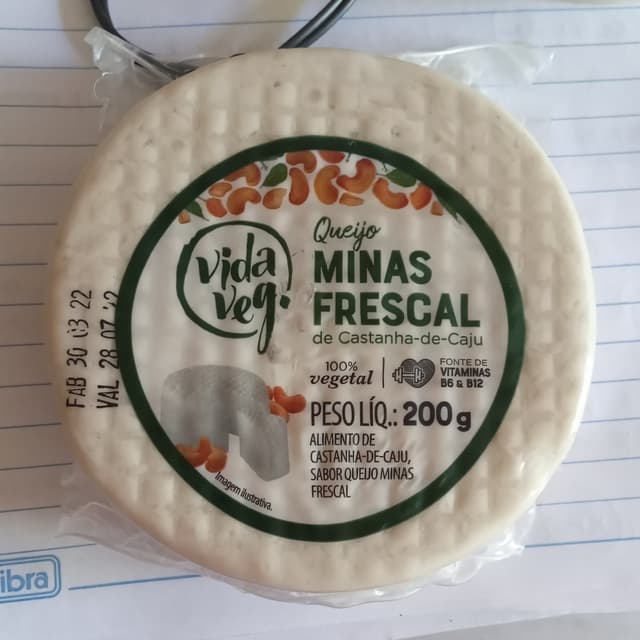 Queijo
MINAS
FRESCAL
de Castanha-de-Caju
vida
veg.
100%
vegetal
FONTE DE
VITAMINAS
B6 & B12
PESO LÍQ.: 200g
ALIMENTO DE
CASTANHA-DE-CAJU,
SABOR QUEIJO MINAS
FRESCAL
Imagem ilustrativa.
FAB 30 03 22
VAL 28 07 22
ibra